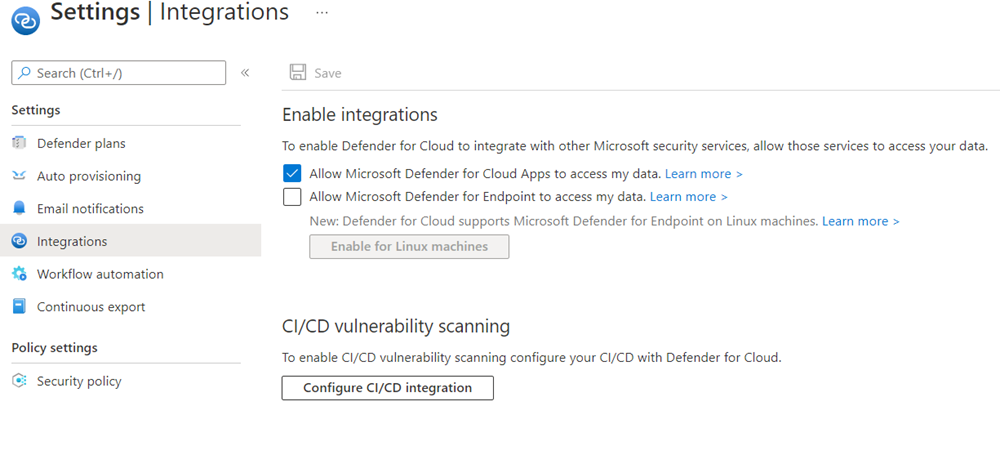 Settings | Integrations ...
Search (Ctrl+/) «
Settings
Defender plans
Auto provisioning
Email notifications
Integrations
Workflow automation
Continuous export
Policy settings
Security policy
Save
Enable integrations
To enable Defender for Cloud to integrate with other Microsoft security services, allow those services to access your data.
Allow Microsoft Defender for Cloud Apps to access my data. Learn more >
Allow Microsoft Defender for Endpoint to access my data. Learn more >
New: Defender for Cloud supports Microsoft Defender for Endpoint on Linux machines. Learn more >
Enable for Linux machines
CI/CD vulnerability scanning
To enable CI/CD vulnerability scanning configure your CI/CD with Defender for Cloud.
Configure CI/CD integration